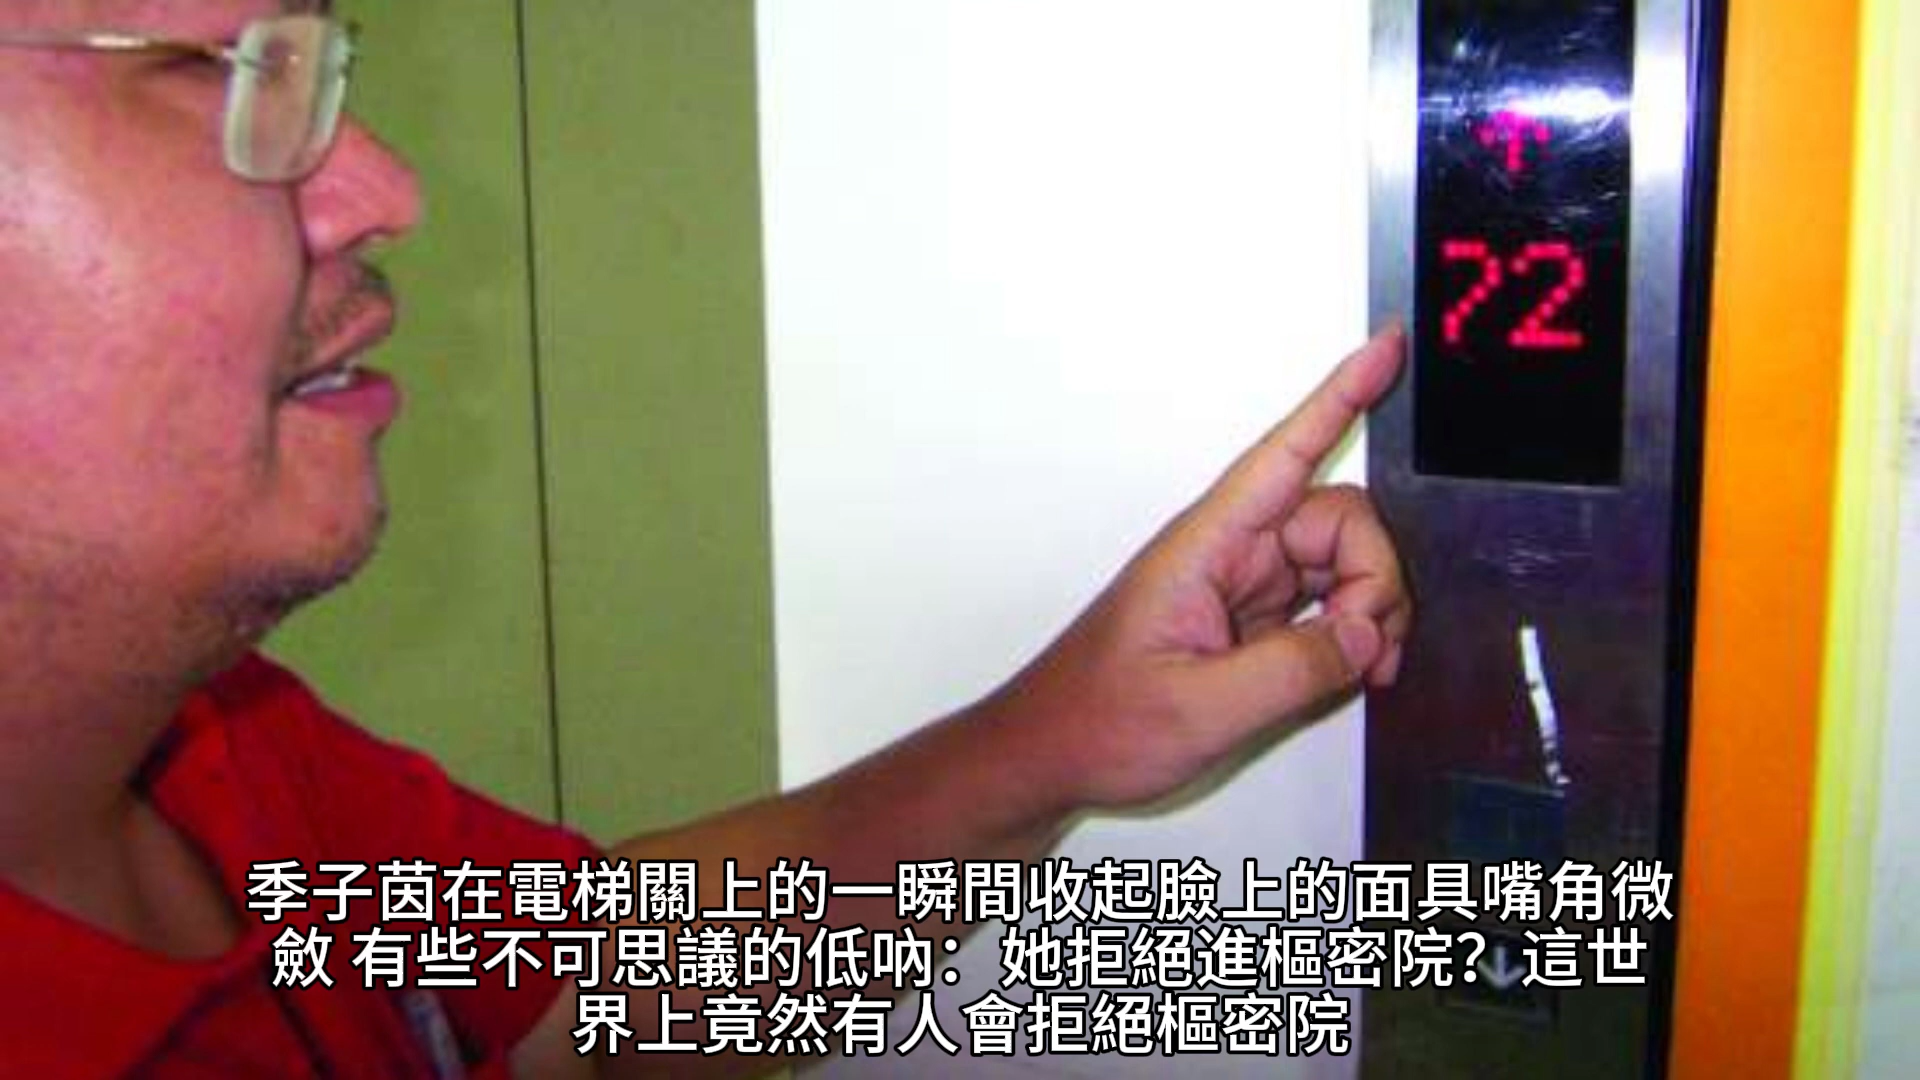 72
季子茵在電梯關上的一瞬間收起臉上的面具嘴角微
斂 有些不可思議的低吶：她拒絕進樞密院？這世
界上竟然有人會拒絕樞密院